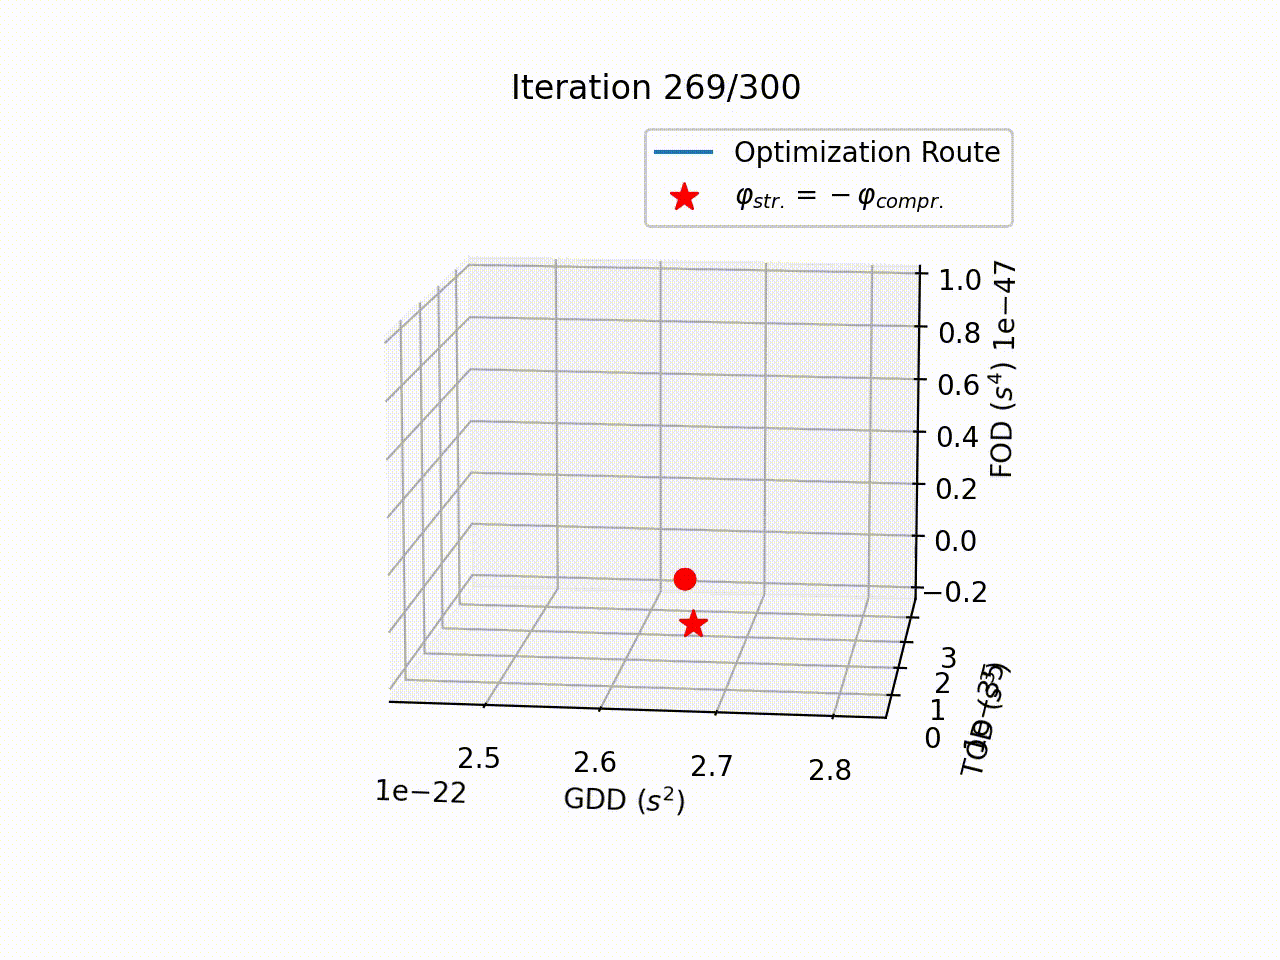 Iteration 269/300
Optimization Route
φstr. = −φcompr.
1.0
0.8
0.6
0.4
0.2
0.0
−0.2
FOD (s⁴) 1e−47
3
2
1
0
TOD (s³)
2.5
2.6
2.7
2.8
1e−22
GDD (s²)